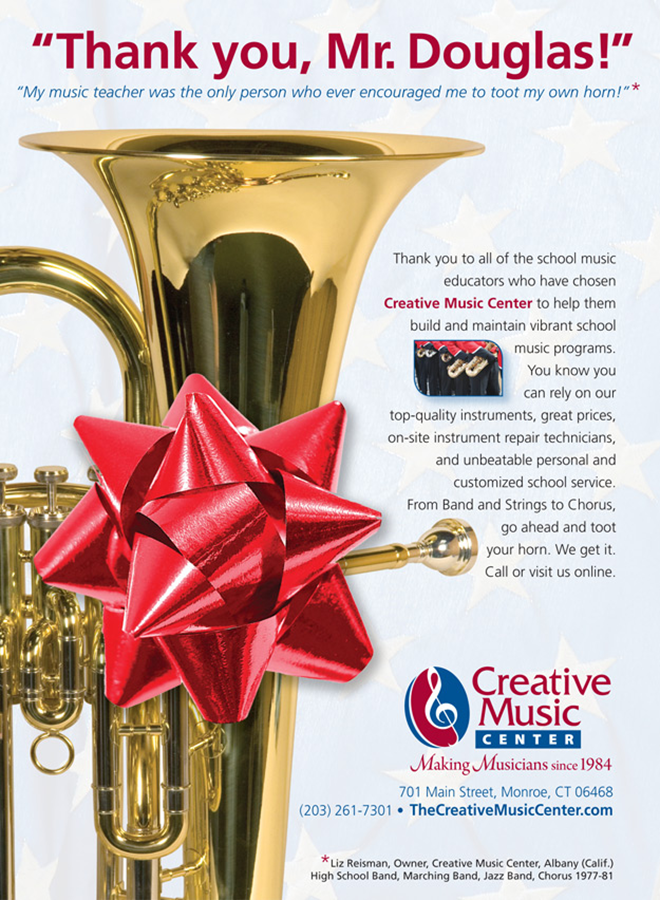 “Thank you, Mr. Douglas!”
“My music teacher was the only person who ever encouraged me to toot my own horn!”*
Thank you to all of the school music
educators who have chosen
Creative Music Center to help them
build and maintain vibrant school
music programs.
You know you
can rely on our
top-quality instruments, great prices,
on-site instrument repair technicians,
and unbeatable personal and
customized school service.
From Band and Strings to Chorus,
go ahead and toot
your horn. We get it.
Call or visit us online.
Creative
Music
CENTER
Making Musicians since 1984
701 Main Street, Monroe, CT 06468
(203) 261-7301 • TheCreativeMusicCenter.com
*Liz Reisman, Owner, Creative Music Center, Albany (Calif.)
High School Band, Marching Band, Jazz Band, Chorus 1977-81